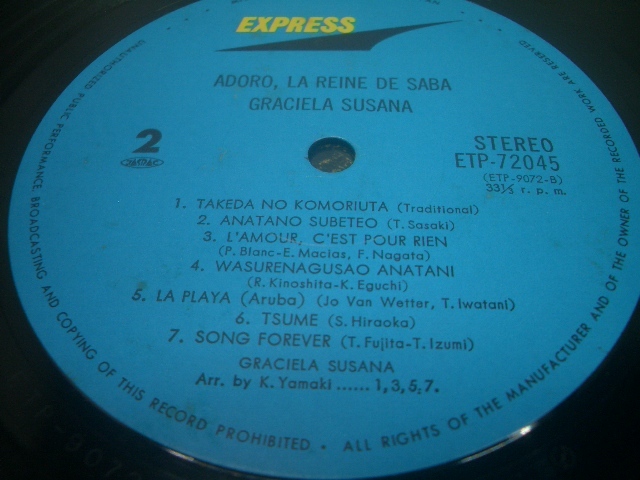 EXPRESS
ADORO, LA REINE DE SABA
GRACIELA SUSANA
2
STEREO
ETP-72045
(ETP-9072-B)
33⅓ r. p. m.
1. TAKEDA NO KOMORIUTA (Traditional)
2. ANATANO SUBETEO (T. Sasaki)
3. L'AMOUR, C'EST POUR RIEN
(P. Blanc-E. Macias, F. Nagata)
4. WASURENAGUSAO ANATANI
(R. Kinoshita-K. Eguchi)
5. LA PLAYA (Aruba) (Jo Van Wetter, T. Iwatani)
6. TSUME (S. Hiraoka)
7. SONG FOREVER (T. Fujita-T. Izumi)
GRACIELA SUSANA
Arr. by K. Yamaki ...... 1, 3, 5, 7.
ALL RIGHTS OF THE MANUFACTURER AND OF THE OWNER OF THE RECORDED WORK ARE RESERVED
UNAUTHORIZED PUBLIC PERFORMANCE, BROADCASTING AND COPYING OF THIS RECORD PROHIBITED